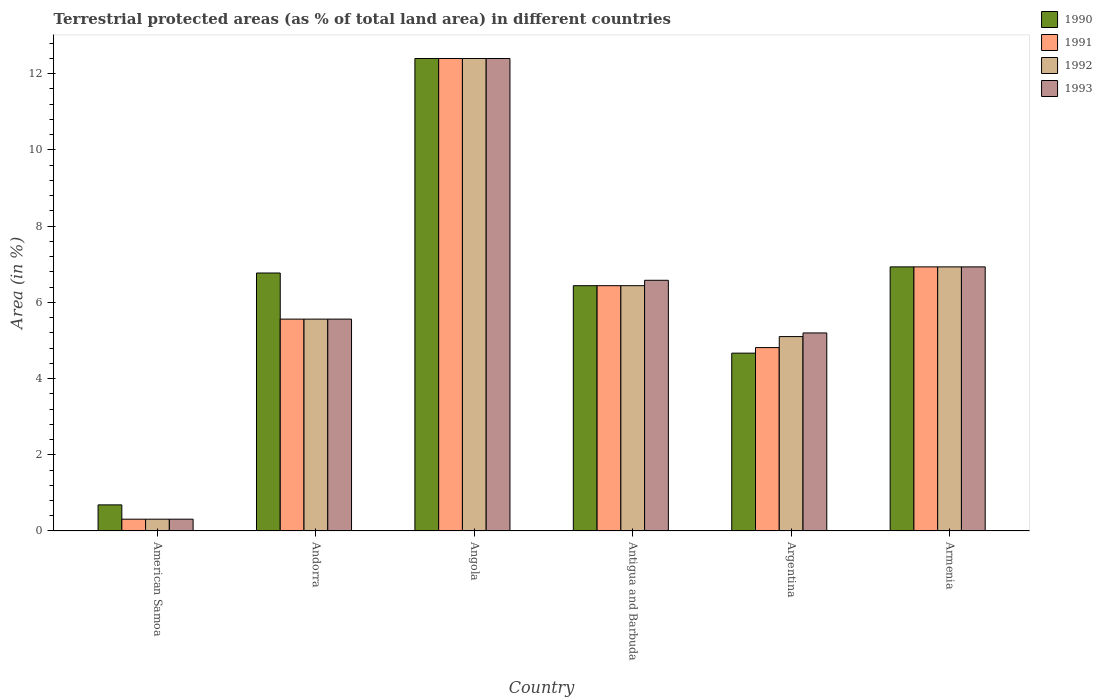 Terrestrial protected areas (as % of total land area) in different countries
1990
1991
1992
1993
Area (in %)
12
10
8
6
4
2
0
American Samoa
Andorra
Angola
Antigua and Barbuda
Argentina
Armenia
Country